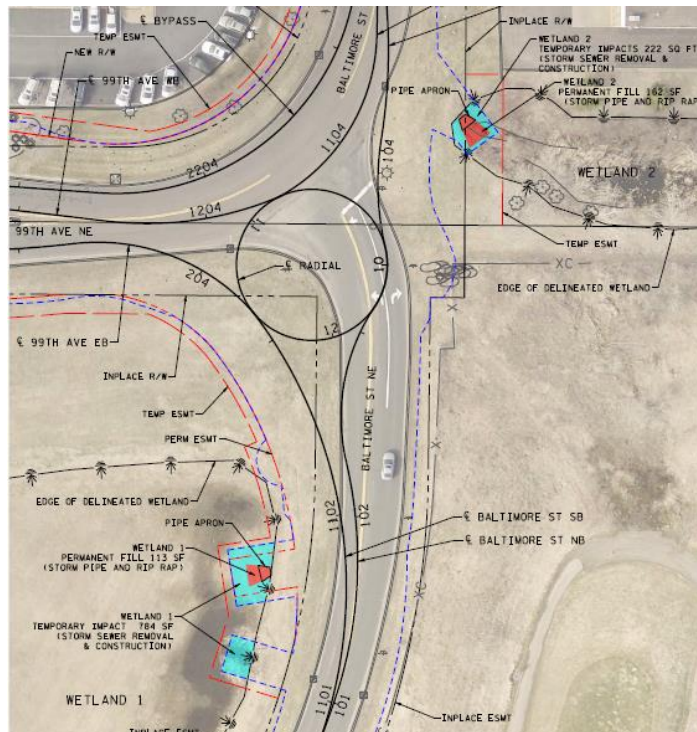 ℄ BYPASS
TEMP ESMT
NEW R/W
℄ 99TH AVE WB
BALTIMORE ST
INPLACE R/W
WETLAND 2
TEMPORARY IMPACTS 222 SQ FT
(STORM SEWER REMOVAL &
CONSTRUCTION)
WETLAND 2
PERMANENT FILL 162 SF
(STORM PIPE AND RIP RAP)
PIPE APRON
WETLAND 2
2204
1104
104
1204
11
99TH AVE NE
204
℄ RADIAL
10
12
TEMP ESMT
XC
EDGE OF DELINEATED WETLAND
X
℄ 99TH AVE EB
INPLACE R/W
TEMP ESMT
PERM ESMT
BALTIMORE ST NE
X
EDGE OF DELINEATED WETLAND
PIPE APRON
1102
102
℄ BALTIMORE ST SB
℄ BALTIMORE ST NB
WETLAND 1
PERMANENT FILL 113 SF
(STORM PIPE AND RIP RAP)
XC
WETLAND 1
TEMPORARY IMPACT 784 SF
(STORM SEWER REMOVAL
& CONSTRUCTION)
WETLAND 1
1101
101
INPLACE ESMT
INPLACE ESMT